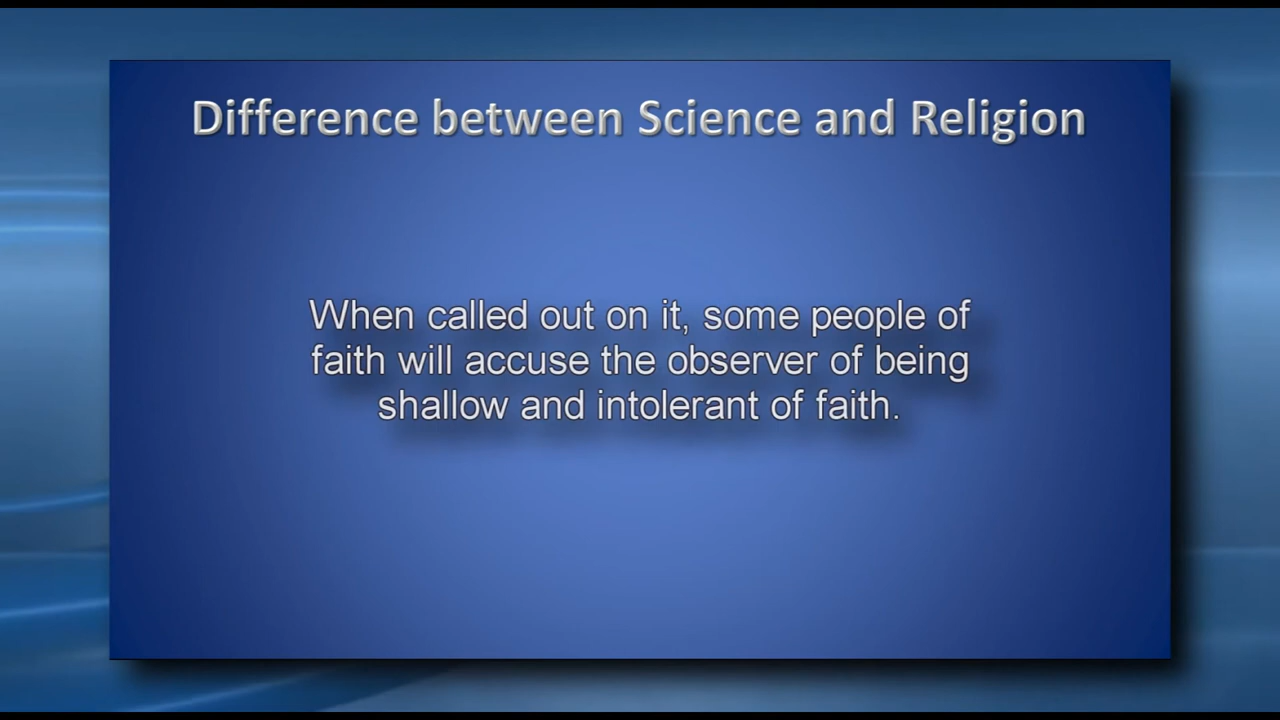 Difference between Science and Religion
When called out on it, some people of
faith will accuse the observer of being
shallow and intolerant of faith.